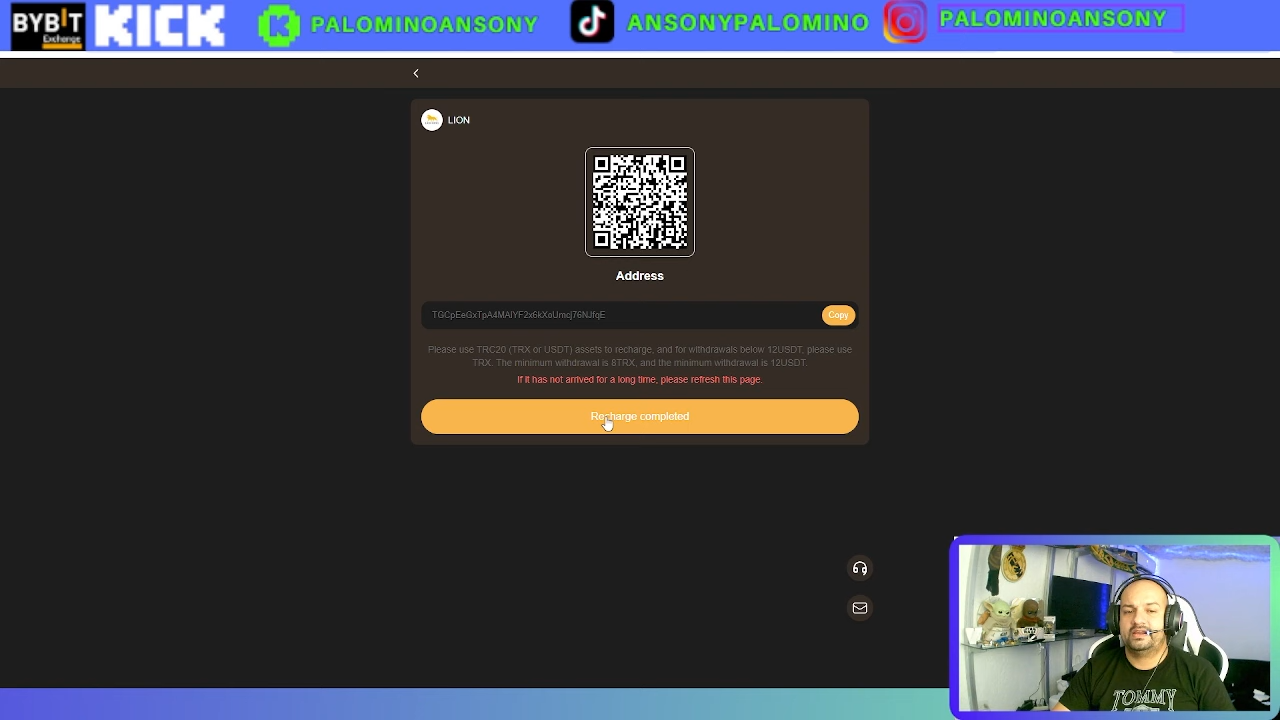 BYBIT
Exchange
KICK
PALOMINOANSONY
ANSONYPALOMINO
PALOMINOANSONY
LION
Address
Copy
Please use TRC20 (TRX or USDT) assets to recharge, and for withdrawals below 12USDT, please use
TRX. The minimum withdrawal is 8TRX, and the minimum withdrawal is 12USDT.
If it has not arrived for a long time, please refresh this page.
Recharge completed
TOMMY